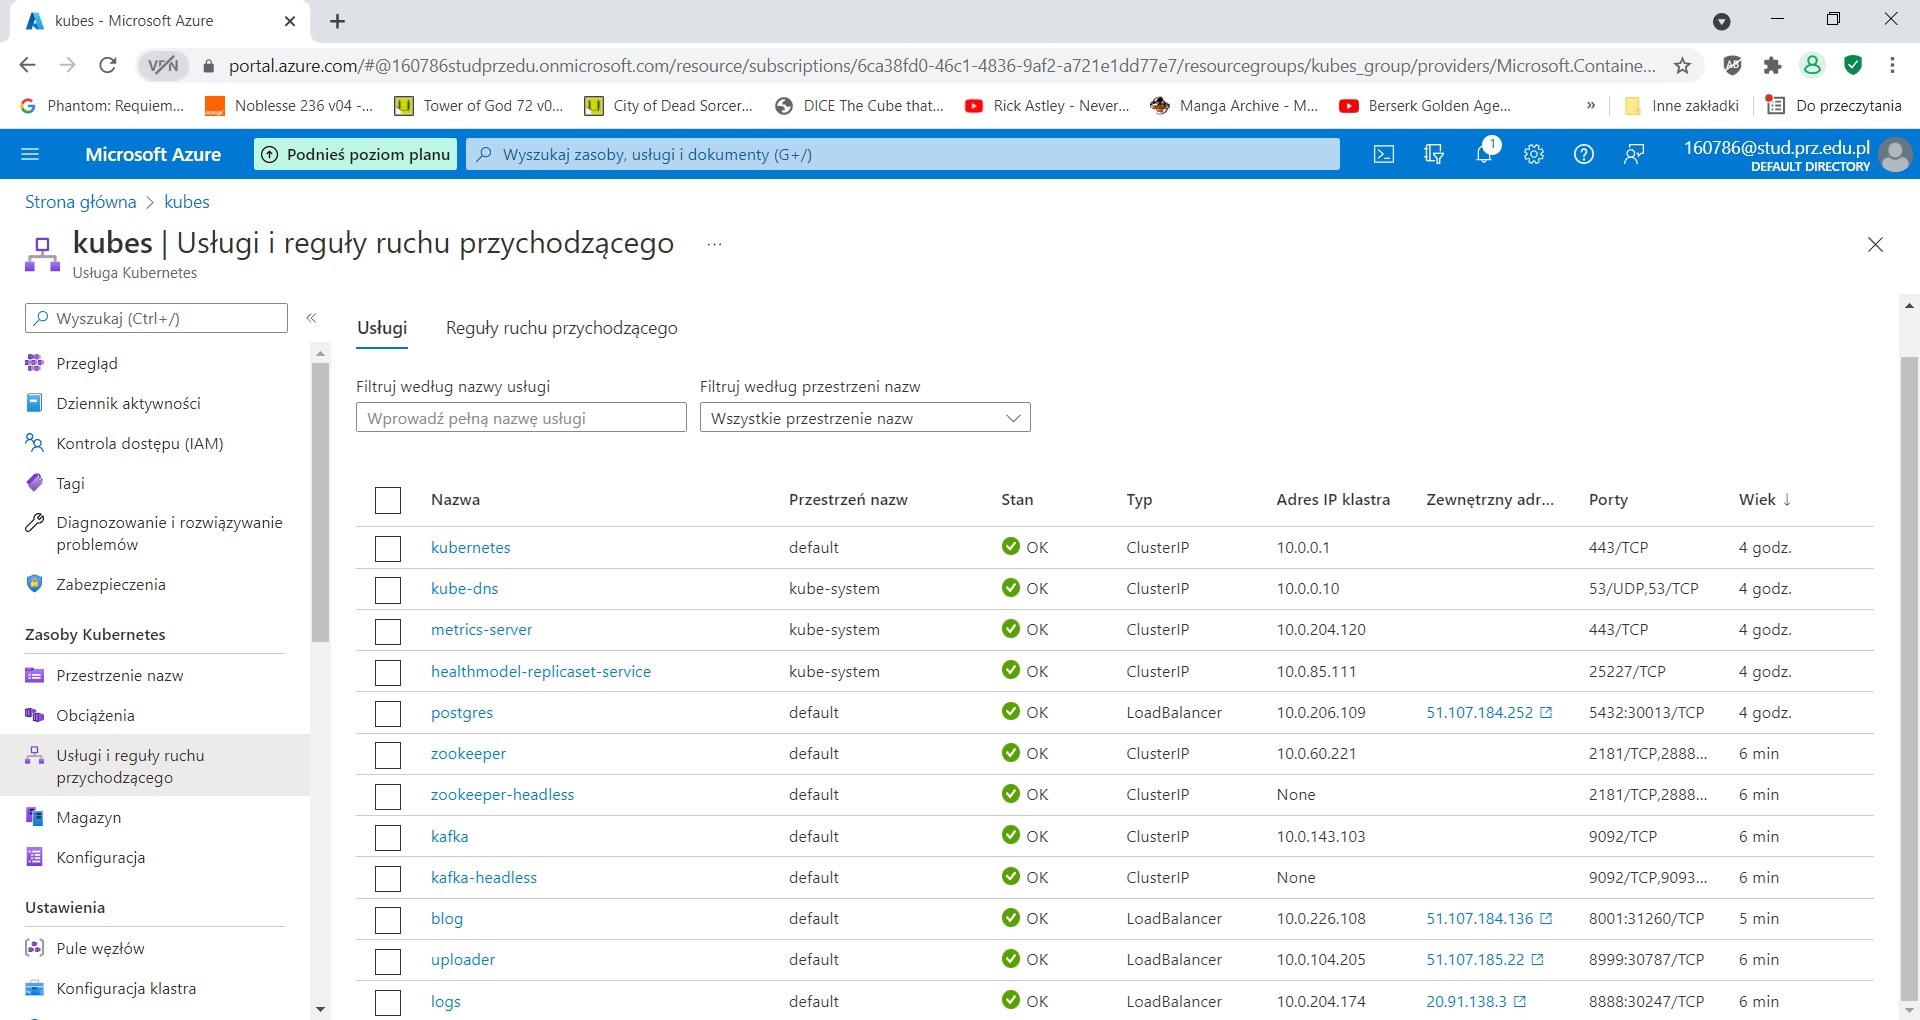 kubes - Microsoft Azure
VPN
portal.azure.com/#@160786studprzedu.onmicrosoft.com/resource/subscriptions/6ca38fd0-46c1-4836-9af2-a721e1dd77e7/resourcegroups/kubes_group/providers/Microsoft.Containe...
Phantom: Requiem...
Noblesse 236 v04 -...
Tower of God 72 v0...
City of Dead Sorcer...
DICE The Cube that...
Rick Astley - Never...
Manga Archive - M...
Berserk Golden Age...
»
Inne zakładki
Do przeczytania
Microsoft Azure
Podnieś poziom planu
Wyszukaj zasoby, usługi i dokumenty (G+/)
1
160786@stud.prz.edu.pl
DEFAULT DIRECTORY
Strona główna > kubes
kubes | Usługi i reguły ruchu przychodzącego ...
Usługa Kubernetes
Wyszukaj (Ctrl+/) «
Przegląd
Dziennik aktywności
Kontrola dostępu (IAM)
Tagi
Diagnozowanie i rozwiązywanie
problemów
Zabezpieczenia
Zasoby Kubernetes
Przestrzenie nazw
Obciążenia
Usługi i reguły ruchu
przychodzącego
Magazyn
Konfiguracja
Ustawienia
Pule węzłów
Konfiguracja klastra
Usługi Reguły ruchu przychodzącego
Filtruj według nazwy usługi Filtruj według przestrzeni nazw
Wprowadź pełną nazwę usługi Wszystkie przestrzenie nazw
Nazwa Przestrzeń nazw Stan Typ Adres IP klastra Zewnętrzny adr... Porty Wiek ↓
kubernetes default OK ClusterIP 10.0.0.1 443/TCP 4 godz.
kube-dns kube-system OK ClusterIP 10.0.0.10 53/UDP,53/TCP 4 godz.
metrics-server kube-system OK ClusterIP 10.0.204.120 443/TCP 4 godz.
healthmodel-replicaset-service kube-system OK ClusterIP 10.0.85.111 25227/TCP 4 godz.
postgres default OK LoadBalancer 10.0.206.109 51.107.184.252 5432:30013/TCP 4 godz.
zookeeper default OK ClusterIP 10.0.60.221 2181/TCP,2888... 6 min
zookeeper-headless default OK ClusterIP None 2181/TCP,2888... 6 min
kafka default OK ClusterIP 10.0.143.103 9092/TCP 6 min
kafka-headless default OK ClusterIP None 9092/TCP,9093... 6 min
blog default OK LoadBalancer 10.0.226.108 51.107.184.136 8001:31260/TCP 5 min
uploader default OK LoadBalancer 10.0.104.205 51.107.185.22 8999:30787/TCP 6 min
logs default OK LoadBalancer 10.0.204.174 20.91.138.3 8888:30247/TCP 6 min